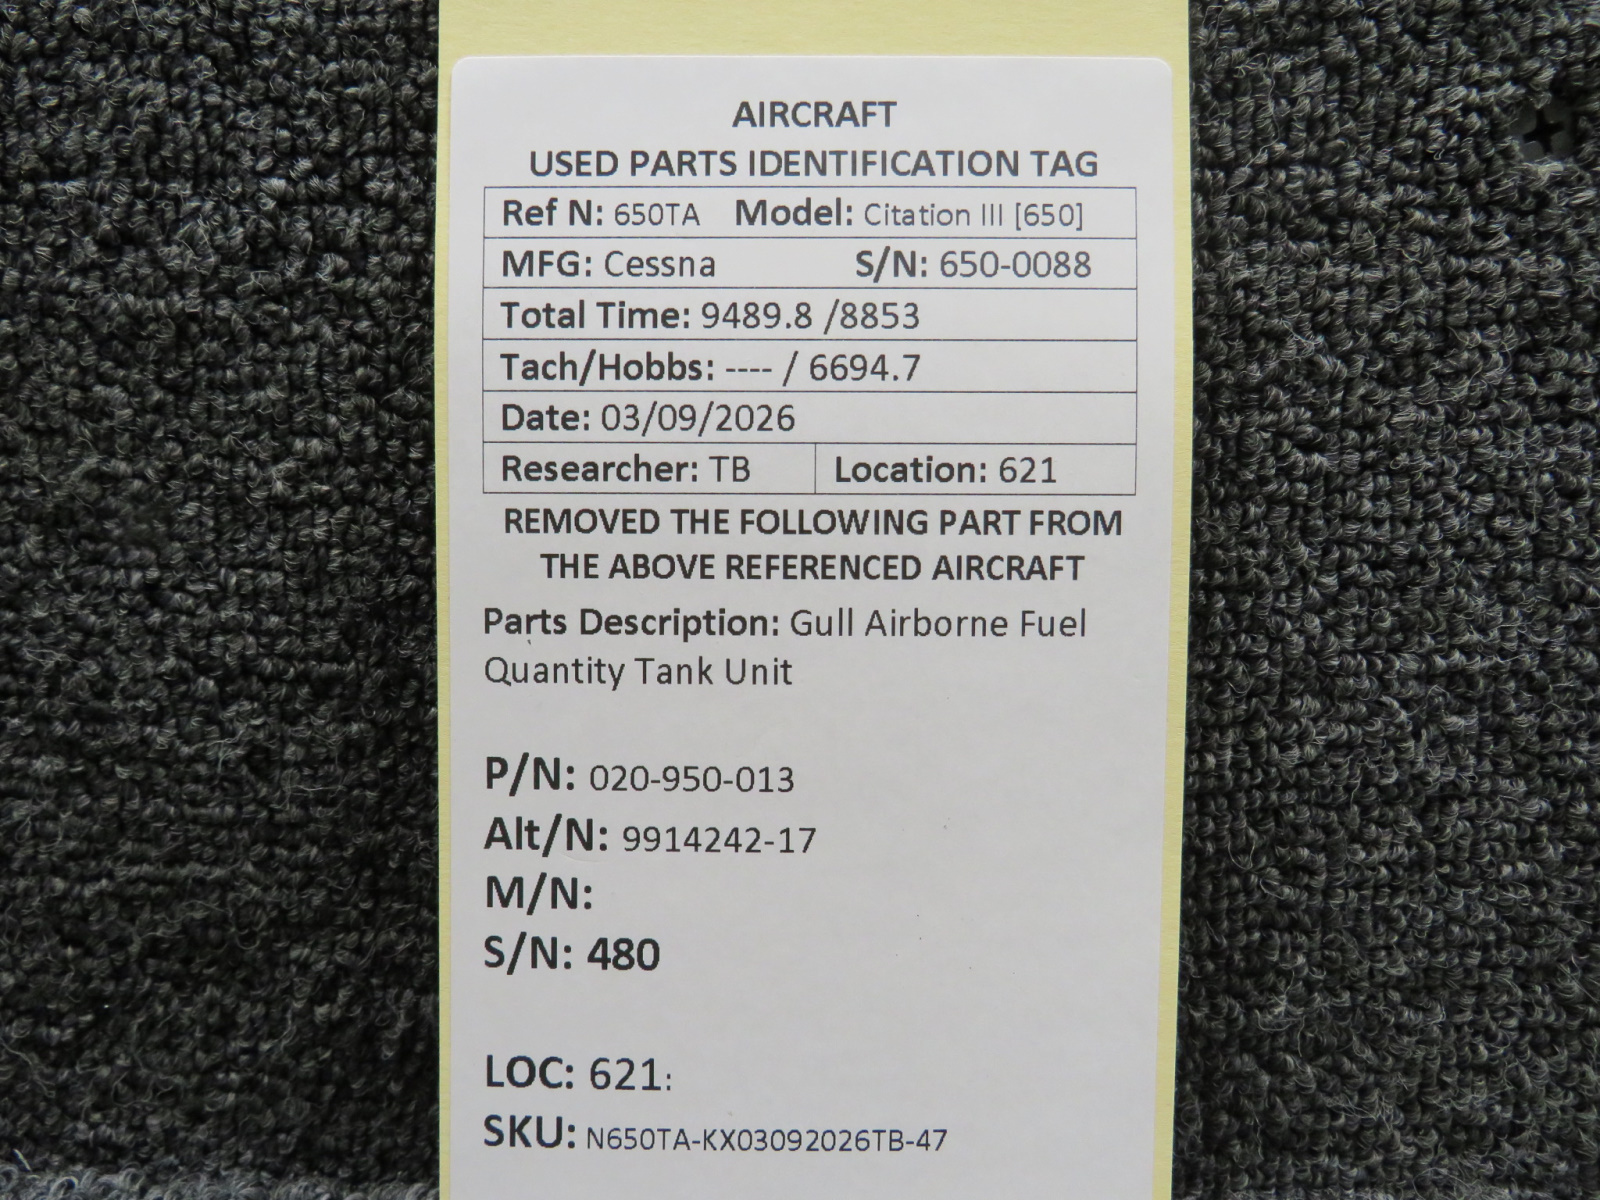 AIRCRAFT
USED PARTS IDENTIFICATION TAG
Ref N: 650TA Model: Citation III [650]
MFG: Cessna S/N: 650-0088
Total Time: 9489.8 /8853
Tach/Hobbs: ---- / 6694.7
Date: 03/09/2026
Researcher: TB Location: 621
REMOVED THE FOLLOWING PART FROM
THE ABOVE REFERENCED AIRCRAFT
Parts Description: Gull Airborne Fuel
Quantity Tank Unit
P/N: 020-950-013
Alt/N: 9914242-17
M/N:
S/N: 480
LOC: 621:
SKU: N650TA-KX03092026TB-47